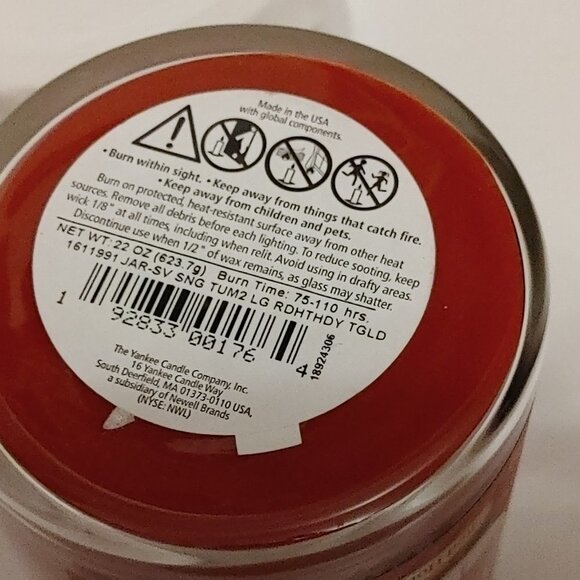 Made in the USA
with global components.
• Burn within sight. • Keep away from things that catch fire.
• Keep away from children and pets.
Burn on protected, heat-resistant surface away from other heat
sources. Remove all debris before each lighting. To reduce sooting, keep
wick 1/8" at all times, including when relit. Avoid using in drafty areas.
Discontinue use when 1/2" of wax remains, as glass may shatter.
NET WT: 22 OZ (623.7g) Burn Time: 75-110 hrs.
1611991 JAR-SV SNG TUM2 LG RDHTHDY TGLD
1 92833 00176 4
18924306
The Yankee Candle Company, Inc.
16 Yankee Candle Way
South Deerfield, MA 01373-0110 USA,
a subsidiary of Newell Brands
(NYSE: NWL)